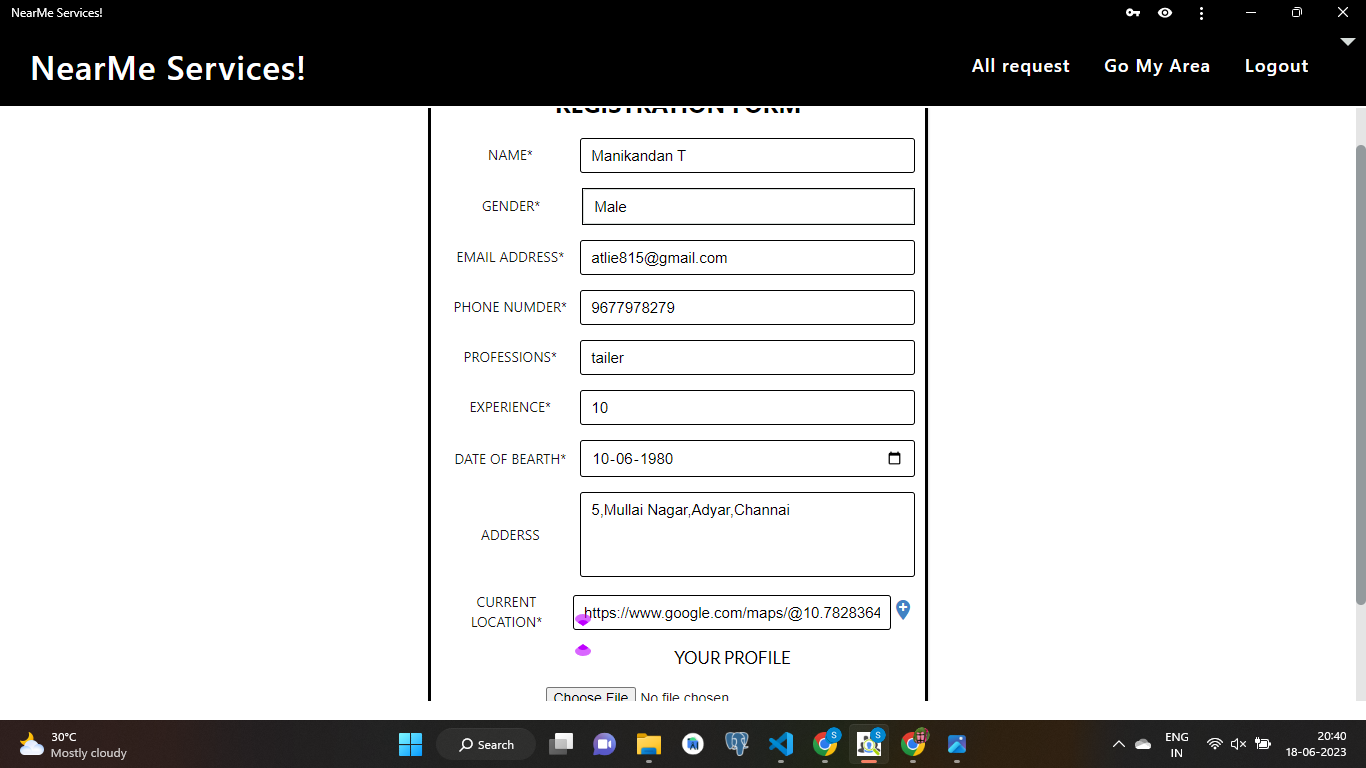 NearMe Services!
NearMe Services!
All request
Go My Area
Logout
REGISTRATION FORM
NAME*
Manikandan T
GENDER*
Male
EMAIL ADDRESS*
atlie815@gmail.com
PHONE NUMDER*
9677978279
PROFESSIONS*
tailer
EXPERIENCE*
10
DATE OF BEARTH*
10-06-1980
ADDERSS
5,Mullai Nagar,Adyar,Channai
CURRENT
LOCATION*
https://www.google.com/maps/@10.7828364
YOUR PROFILE
Choose File No file chosen
30°C
Mostly cloudy
Search
S
S
ENG
IN
20:40
18-06-2023